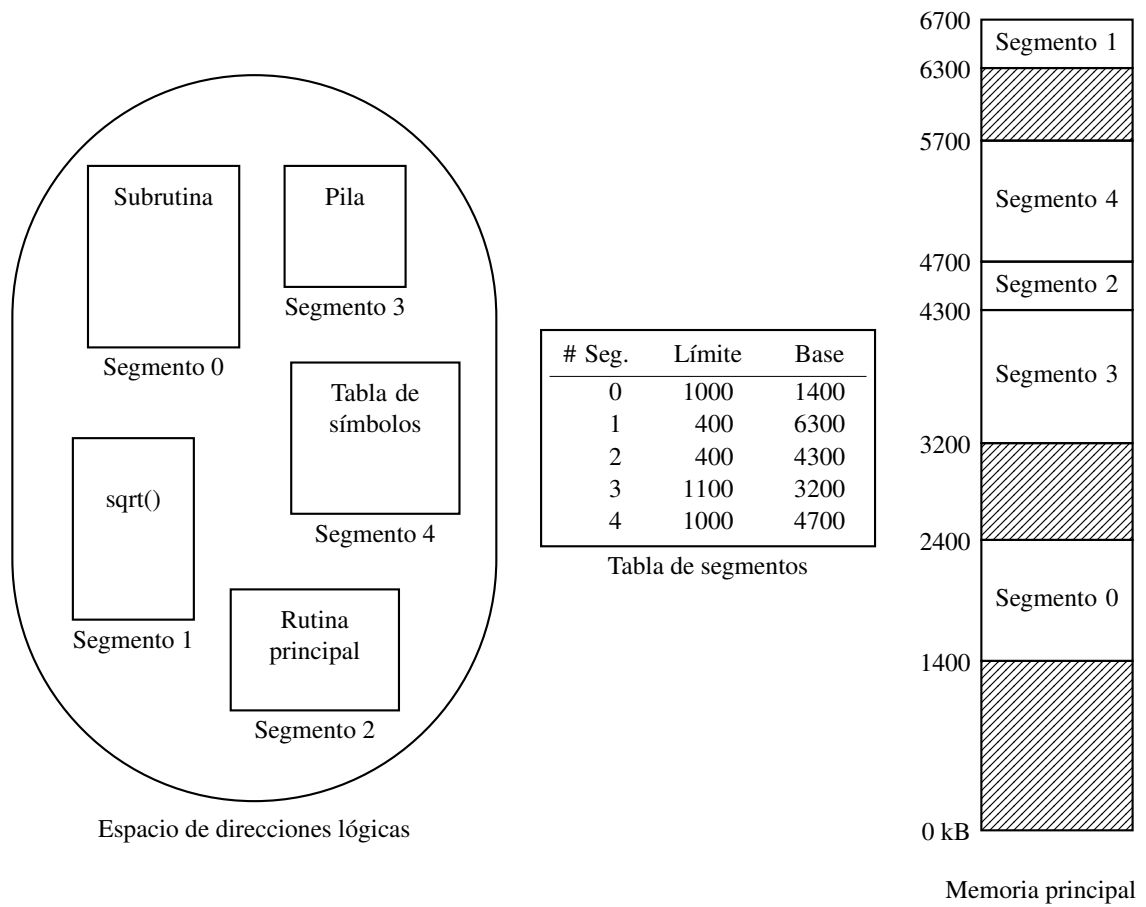 Subrutina
Segmento 0
Pila
Segmento 3
Tabla de
símbolos
Segmento 4
sqrt()
Segmento 1
Rutina
principal
Segmento 2
Espacio de direcciones lógicas
# Seg. Límite Base
0 1000 1400
1 400 6300
2 400 4300
3 1100 3200
4 1000 4700
Tabla de segmentos
6700
Segmento 1
6300
5700
Segmento 4
4700
Segmento 2
4300
Segmento 3
3200
2400
Segmento 0
1400
0 kB
Memoria principal